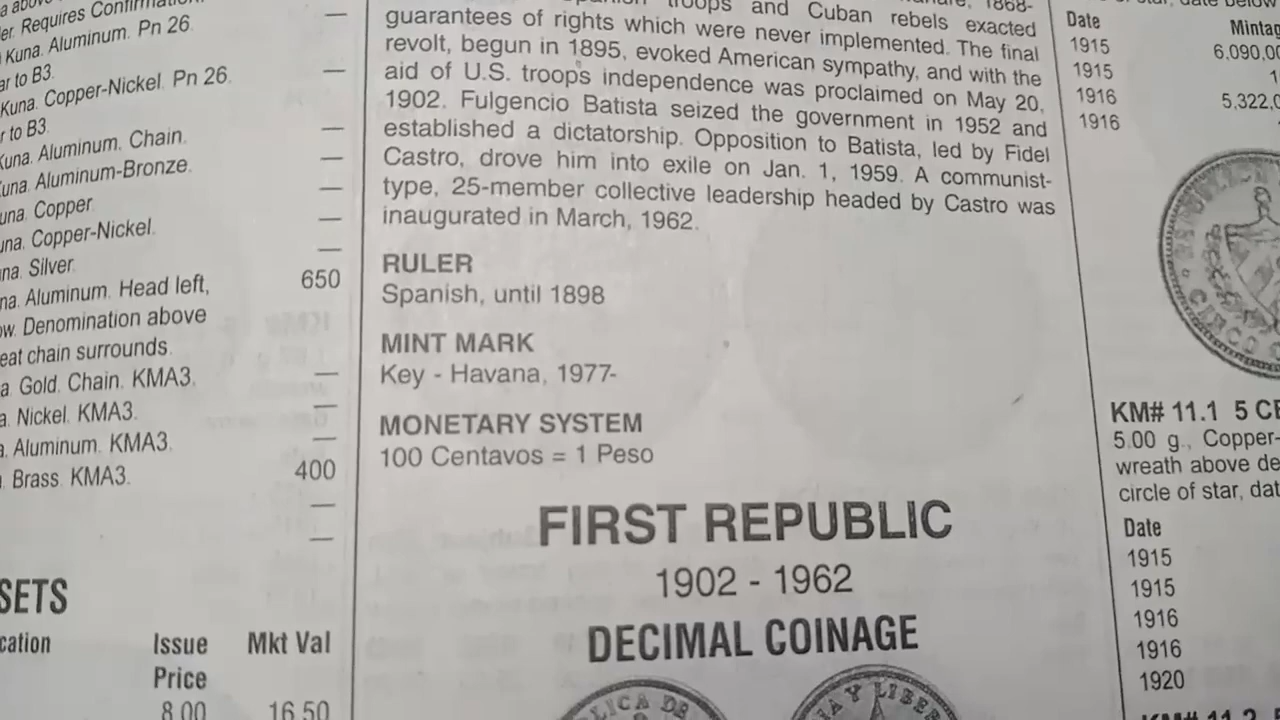 er. Requires Confirmation.
Kuna. Aluminum. Pn 26. —
ar to B3.
Kuna. Copper-Nickel. Pn 26. —
r to B3.
Kuna. Aluminum. Chain. —
una. Aluminum-Bronze. —
una. Copper. —
una. Copper-Nickel. —
na. Silver. —
na. Aluminum. Head left, 650
ow. Denomination above
eat chain surrounds.
a. Gold. Chain. KMA3. —
a. Nickel. KMA3. —
a. Aluminum. KMA3. —
. Brass. KMA3. 400
—
—
SETS
cation Issue Mkt Val
Price
8.00 16.50
troops and Cuban rebels exacted
guarantees of rights which were never implemented. The final
revolt, begun in 1895, evoked American sympathy, and with the
aid of U.S. troops independence was proclaimed on May 20,
1902. Fulgencio Batista seized the government in 1952 and
established a dictatorship. Opposition to Batista, led by Fidel
Castro, drove him into exile on Jan. 1, 1959. A communist-
type, 25-member collective leadership headed by Castro was
inaugurated in March, 1962.
RULER
Spanish, until 1898
MINT MARK
Key - Havana, 1977-
MONETARY SYSTEM
100 Centavos = 1 Peso
FIRST REPUBLIC
1902 - 1962
DECIMAL COINAGE
LICA DE
A Y LIBER
Date Mintag
1915 6,090,00
1915 1
1916 5,322,0
1916
CINCO
KM# 11.1 5 CE
5.00 g., Copper-
wreath above de
circle of star, dat
Date
1915
1915
1916
1916
1920
KM# 11.2 5